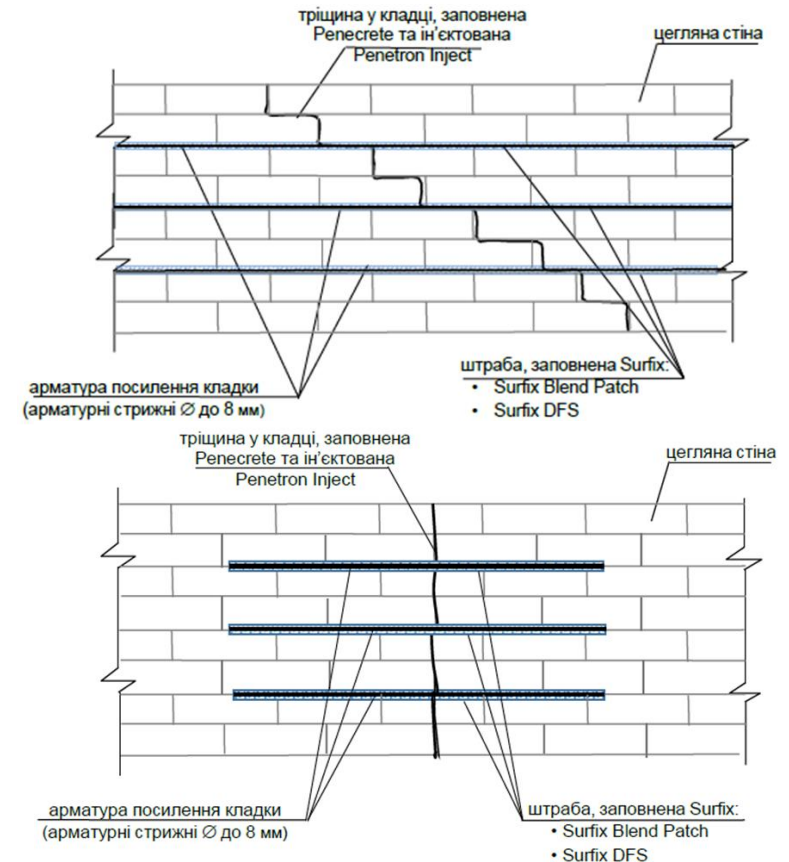 тріщина у кладці, заповнена
Penecrete та ін’єктована
Penetron Inject
цегляна стіна
арматура посилення кладки
(арматурні стрижні ∅ до 8 мм)
штраба, заповнена Surfix:
• Surfix Blend Patch
• Surfix DFS
тріщина у кладці, заповнена
Penecrete та ін’єктована
Penetron Inject
цегляна стіна
арматура посилення кладки
(арматурні стрижні ∅ до 8 мм)
штраба, заповнена Surfix:
• Surfix Blend Patch
• Surfix DFS